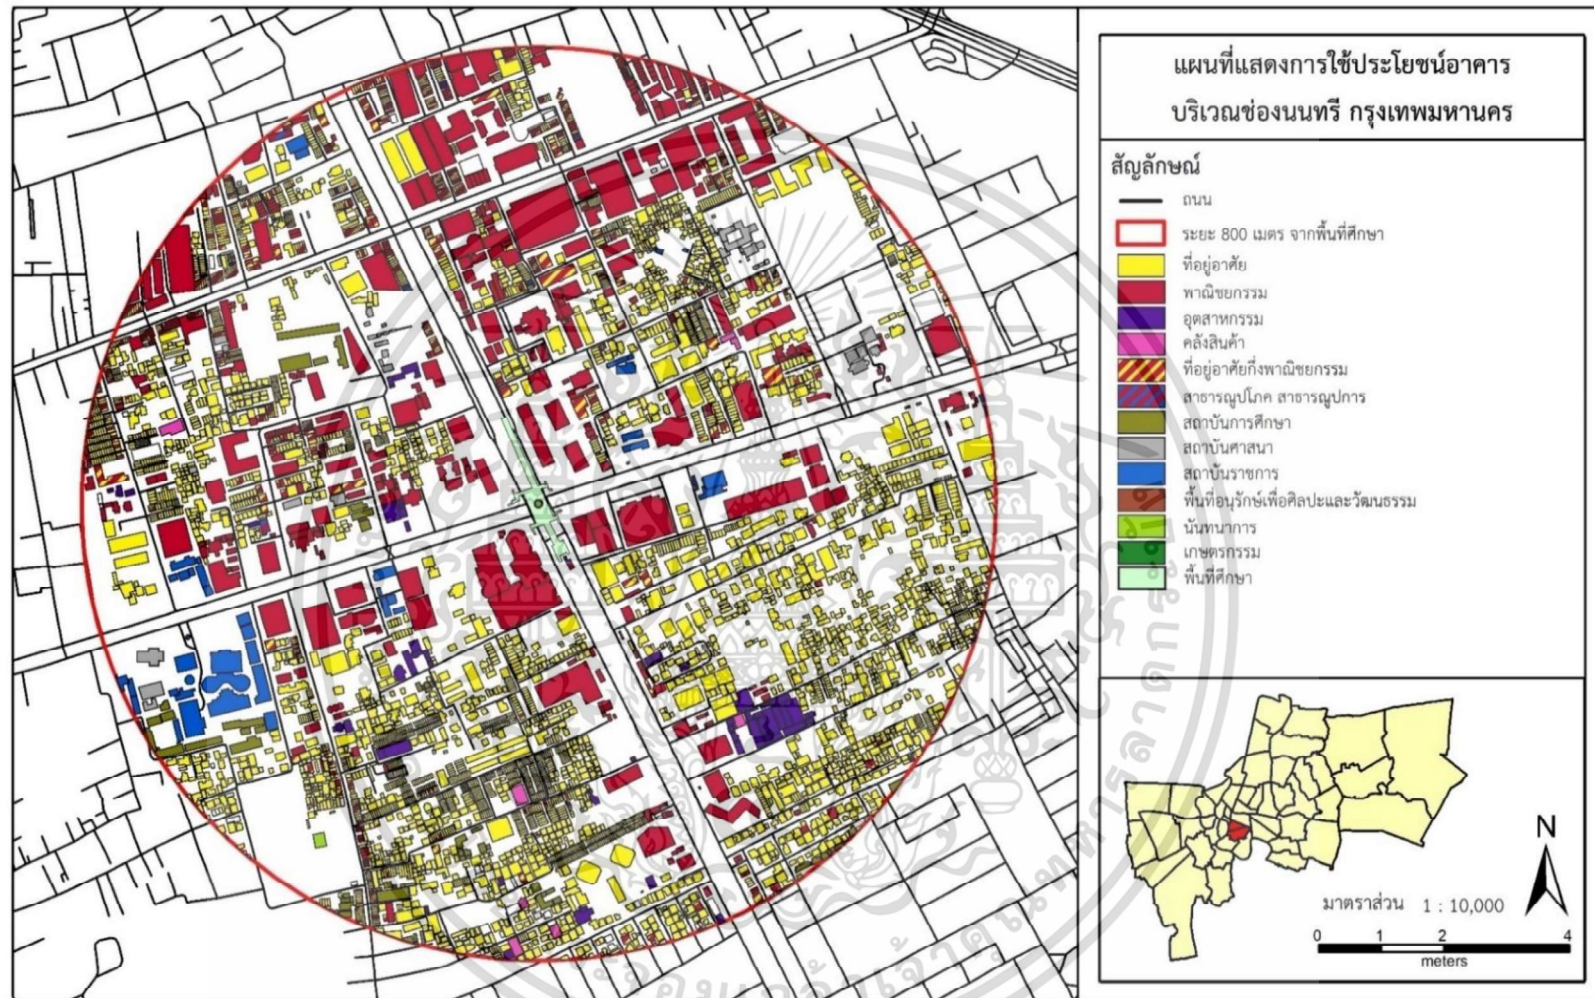 แผนที่แสดงการใช้ประโยชน์อาคาร
บริเวณช่องนนทรี กรุงเทพมหานคร
สัญลักษณ์
ถนน
ระยะ 800 เมตร จากพื้นที่ศึกษา
ที่อยู่อาศัย
พาณิชยกรรม
อุตสาหกรรม
คลังสินค้า
ที่อยู่อาศัยกึ่งพาณิชยกรรม
สาธารณูปโภค สาธารณูปการ
สถาบันการศึกษา
สถาบันศาสนา
สถาบันราชการ
พื้นที่อนุรักษ์เพื่อศิลปะและวัฒนธรรม
นันทนาการ
เกษตรกรรม
พื้นที่ศึกษา
N
มาตราส่วน 1 : 10,000
0 1 2 4
meters